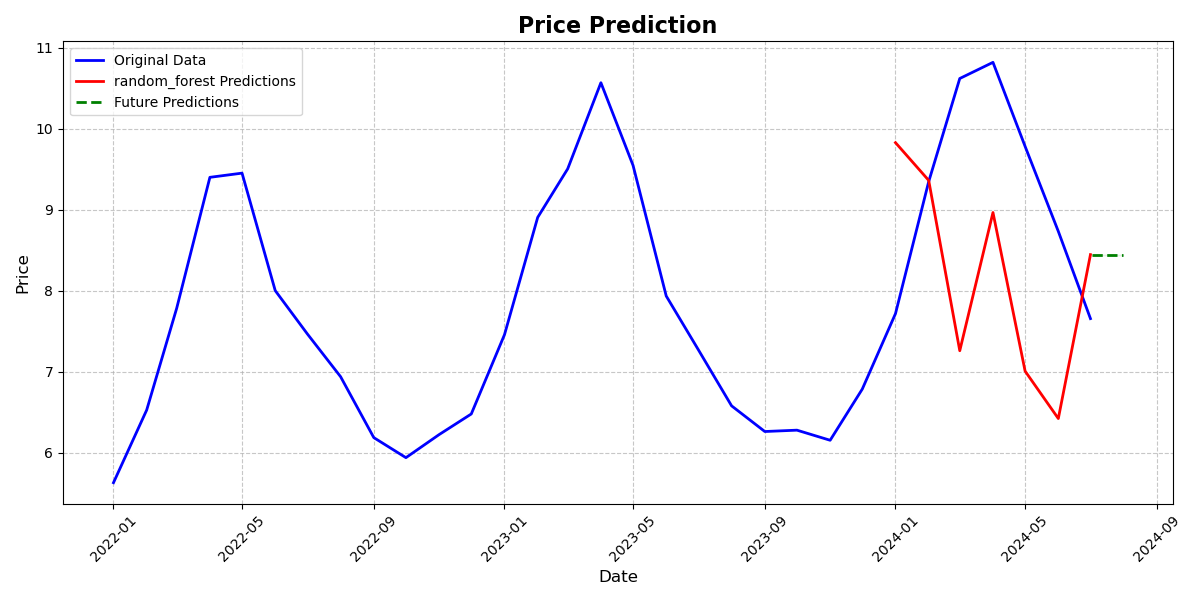 Price Prediction
Original Data
random_forest Predictions
Future Predictions
Price
11
10
9
8
7
6
2022-01
2022-05
2022-09
2023-01
2023-05
2023-09
2024-01
2024-05
2024-09
Date